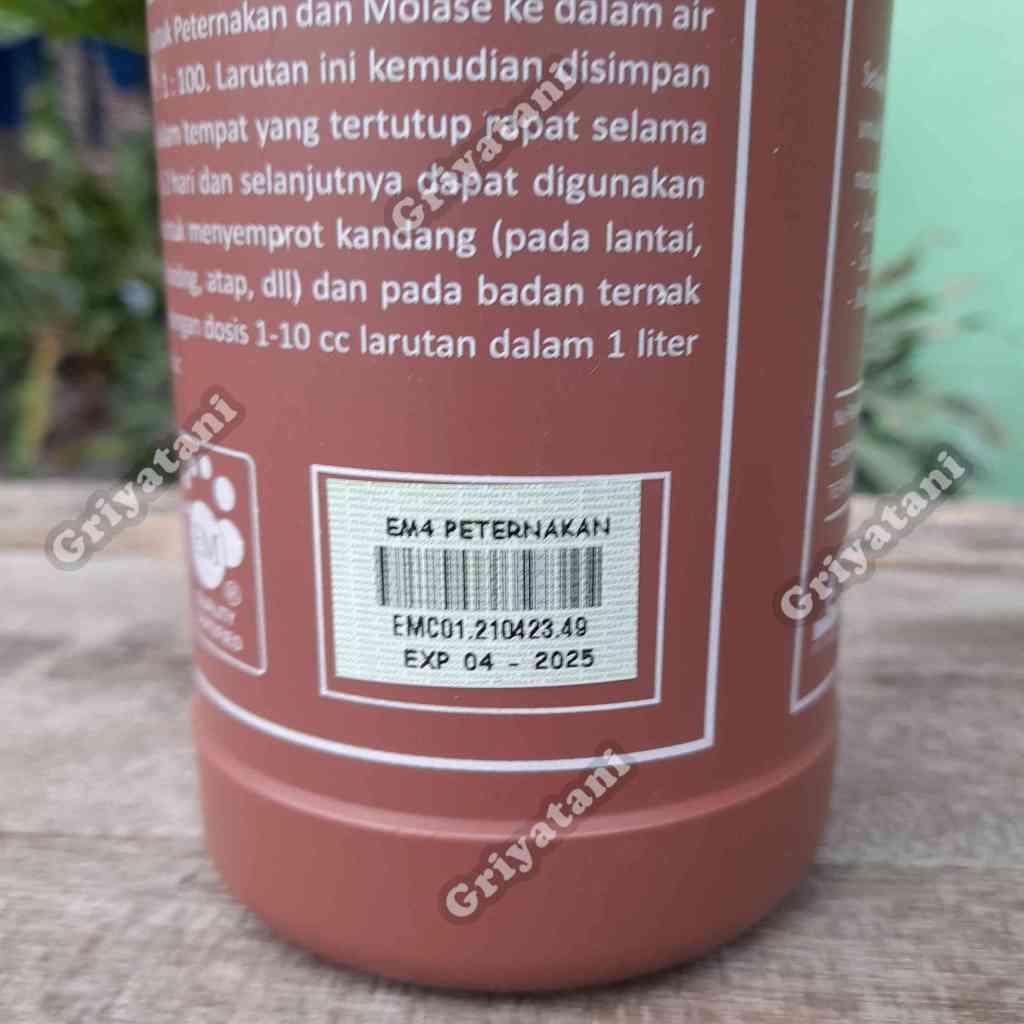 Peternakan dan Molase ke dalam air
1 : 100. Larutan ini kemudian disimpan
tempat yang tertutup rapat selama
hari dan selanjutnya dapat digunakan
menyemprot kandang (pada lantai,
atap, dll) dan pada badan ternak
dosis 1-10 cc larutan dalam 1 liter
EM
®
EM4 PETERNAKAN
EMC01.210423.49
EXP 04 - 2025
Griyatani
Griyatani
Griyatani
Griyatani